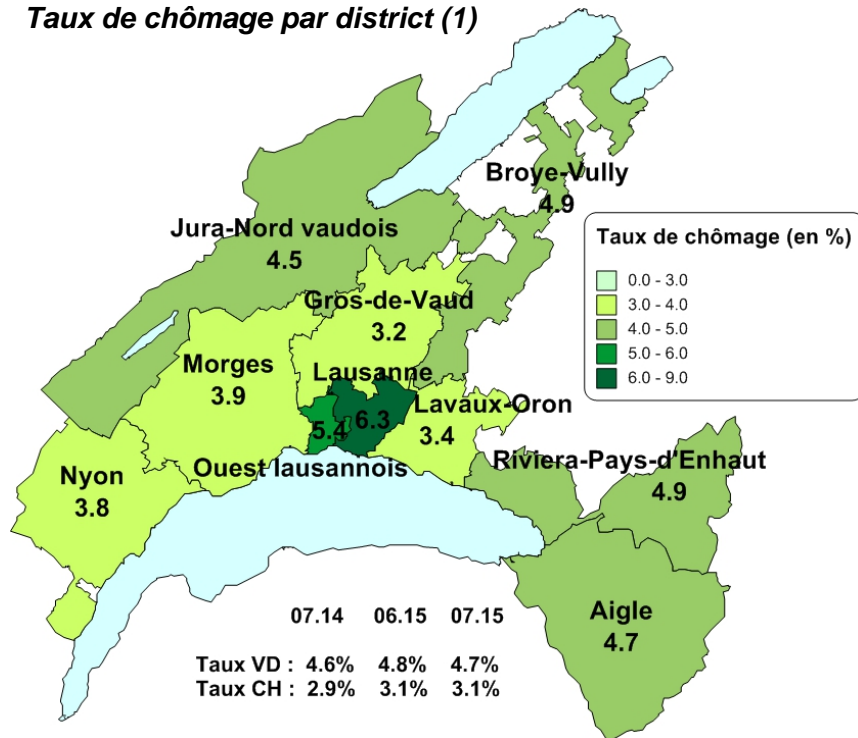 Taux de chômage par district (1)
Broye-Vully
4.9
Jura-Nord vaudois
4.5
Taux de chômage (en %)
0.0 - 3.0
3.0 - 4.0
4.0 - 5.0
5.0 - 6.0
6.0 - 9.0
Gros-de-Vaud
3.2
Morges
3.9
Lausanne
6.3
5.4
Ouest lausannois
Lavaux-Oron
3.4
Riviera-Pays-d'Enhaut
4.9
Nyon
3.8
Aigle
4.7
07.14 06.15 07.15
Taux VD : 4.6% 4.8% 4.7%
Taux CH : 2.9% 3.1% 3.1%